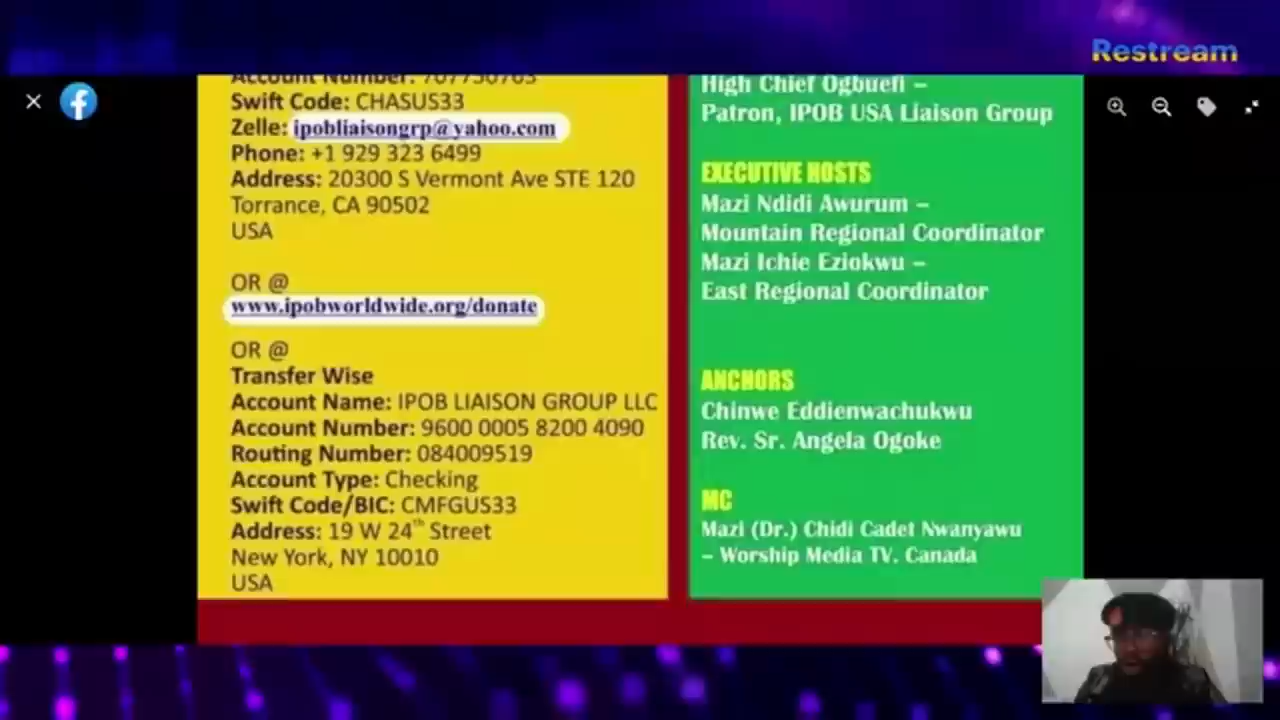 Restream
Account Number: 767750763
Swift Code: CHASUS33
Zelle: ipobliaisongrp@yahoo.com
Phone: +1 929 323 6499
Address: 20300 S Vermont Ave STE 120
Torrance, CA 90502
USA
OR @
www.ipobworldwide.org/donate
OR @
Transfer Wise
Account Name: IPOB LIAISON GROUP LLC
Account Number: 9600 0005 8200 4090
Routing Number: 084009519
Account Type: Checking
Swift Code/BIC: CMFGUS33
Address: 19 W 24th Street
New York, NY 10010
USA
High Chief Ogbuefi –
Patron, IPOB USA Liaison Group
EXECUTIVE HOSTS
Mazi Ndidi Awurum –
Mountain Regional Coordinator
Mazi Ichie Eziokwu –
East Regional Coordinator
ANCHORS
Chinwe Eddienwachukwu
Rev. Sr. Angela Ogoke
MC
Mazi (Dr.) Chidi Cadet Nwanyawu
– Worship Media TV. Canada